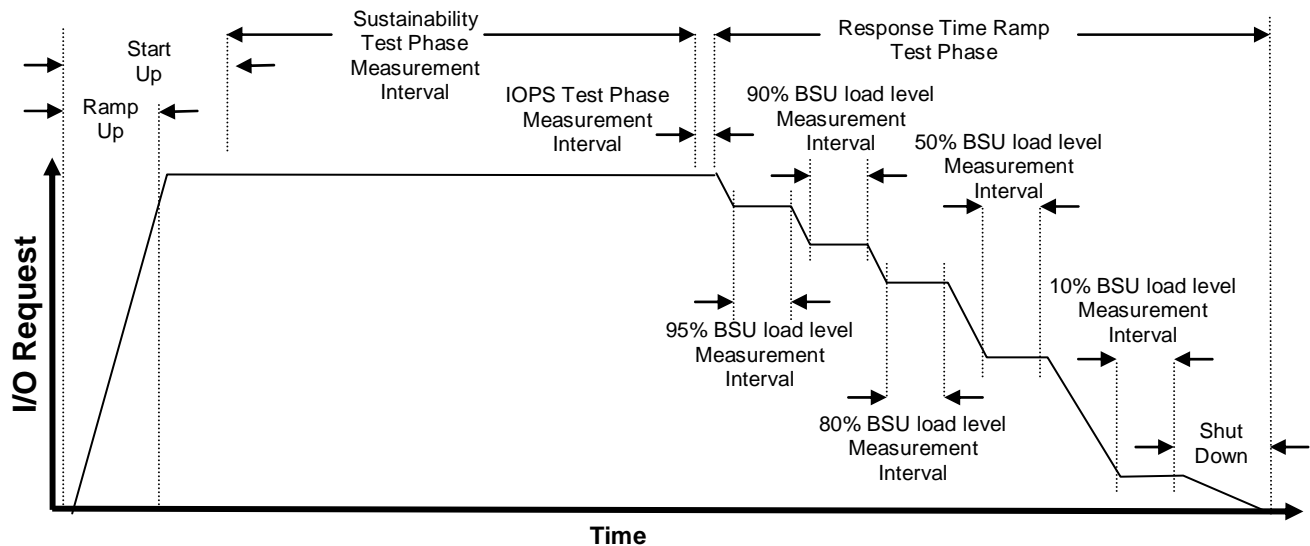 Start
Up
Ramp
Up
Sustainability
Test Phase
Measurement
Interval
IOPS Test Phase
Measurement
Interval
Response Time Ramp
Test Phase
90% BSU load level
Measurement
Interval
50% BSU load level
Measurement
Interval
95% BSU load level
Measurement
Interval
80% BSU load level
Measurement
Interval
10% BSU load level
Measurement
Interval
Shut
Down
I/O Request
Time